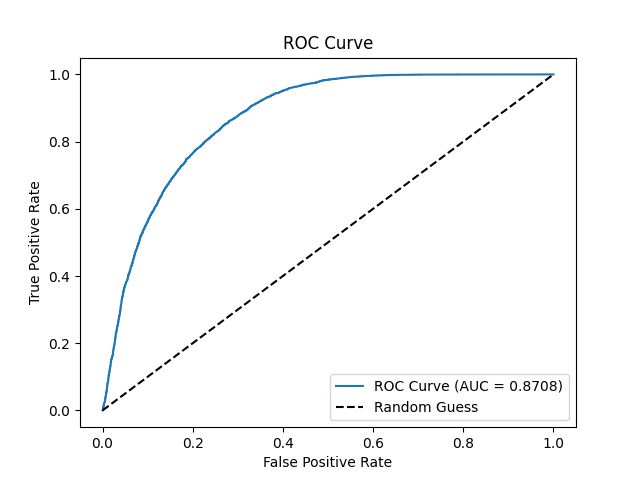 ROC Curve
1.0
0.8
0.6
0.4
0.2
0.0
True Positive Rate
0.0 0.2 0.4 0.6 0.8 1.0
False Positive Rate
ROC Curve (AUC = 0.8708)
Random Guess